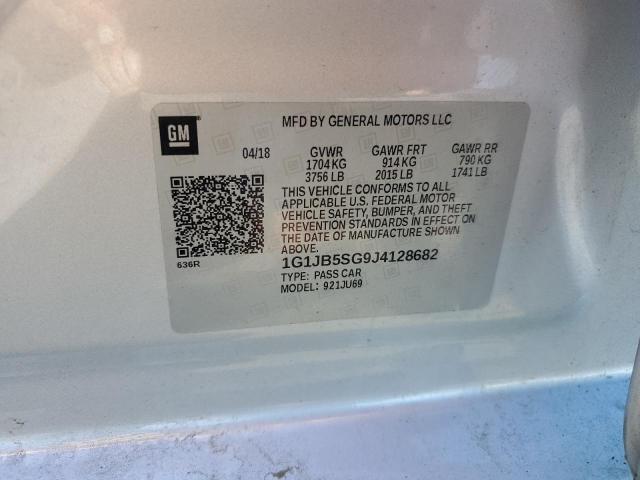 GM
MFD BY GENERAL MOTORS LLC
04/18 GVWR GAWR FRT GAWR RR
1704 KG 914 KG 790 KG
3756 LB 2015 LB 1741 LB
THIS VEHICLE CONFORMS TO ALL
APPLICABLE U.S. FEDERAL MOTOR
VEHICLE SAFETY, BUMPER, AND THEFT
PREVENTION STANDARDS IN EFFECT ON
THE DATE OF MANUFACTURE SHOWN
ABOVE.
636R
1G1JB5SG9J4128682
TYPE: PASS CAR
MODEL: 921JU69